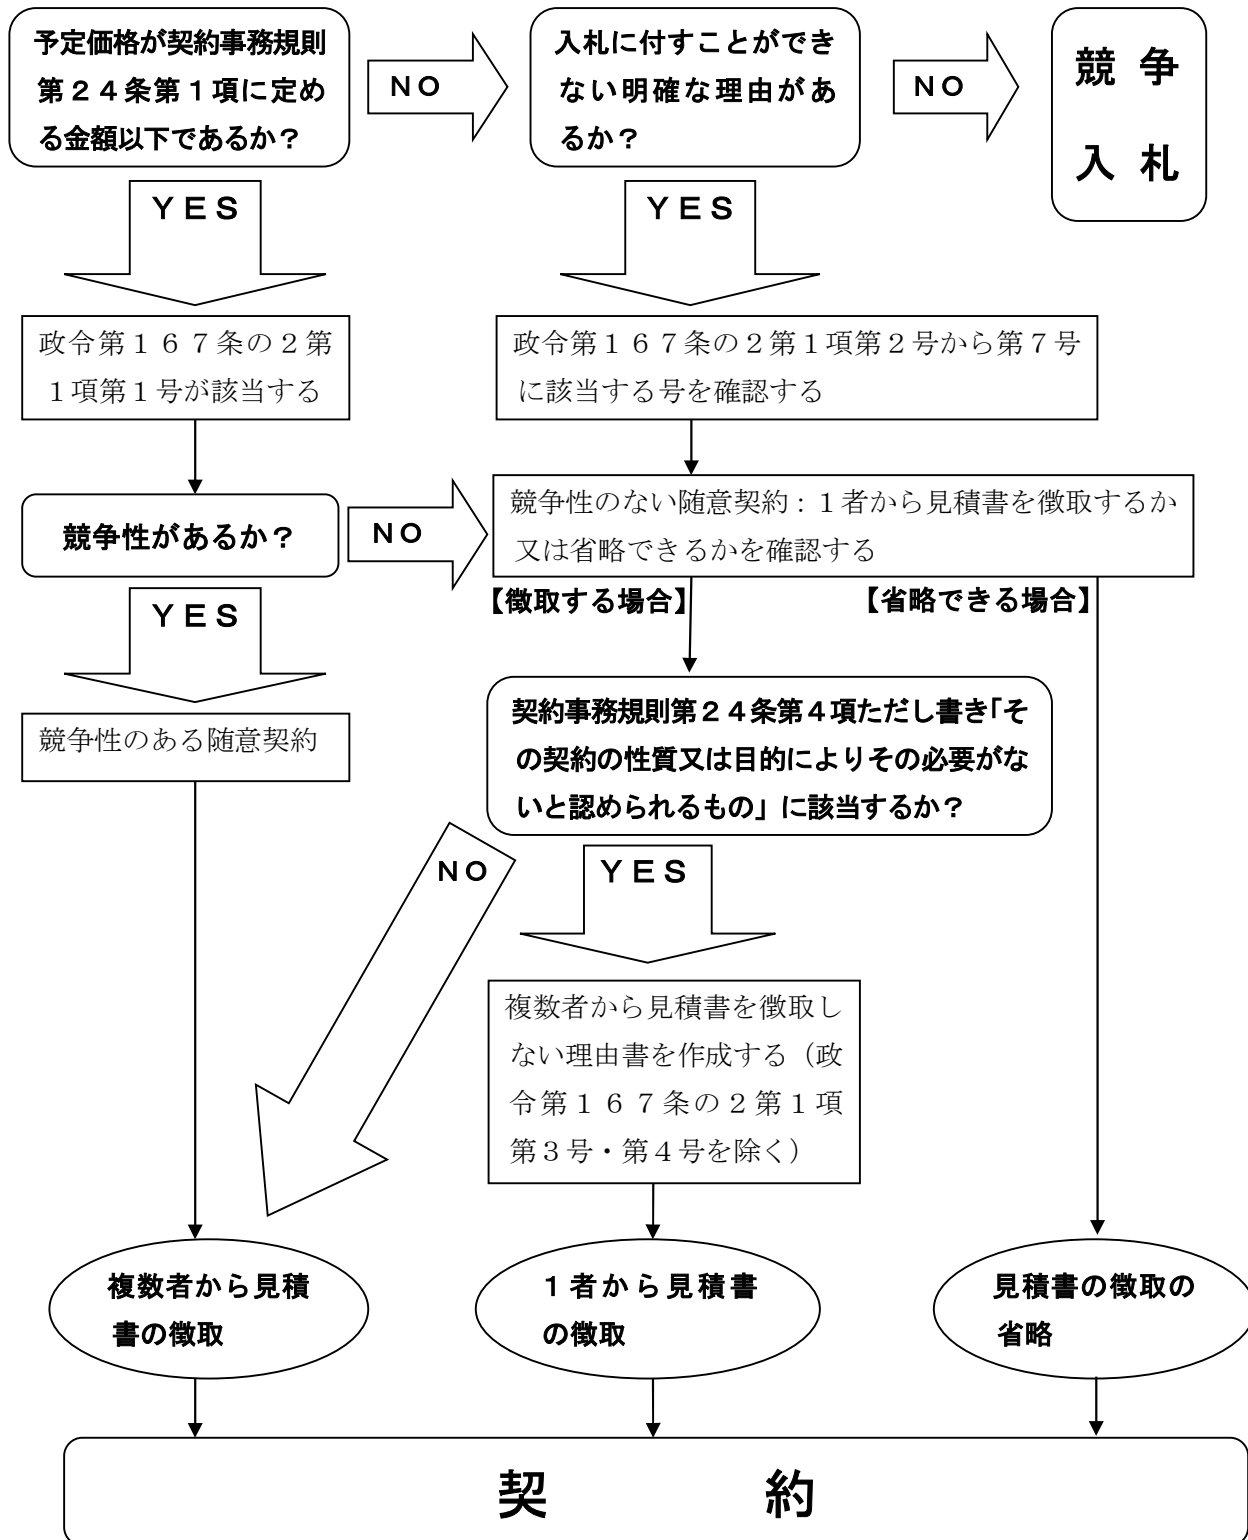 予定価格が契約事務規則
第２４条第１項に定め
る金額以下であるか？
ＮＯ
入札に付すことができ
ない明確な理由があ
るか？
ＮＯ
競 争
入 札
ＹＥＳ
ＹＥＳ
政令第１６７条の２第
１項第１号が該当する
政令第１６７条の２第１項第２号から第７号
に該当する号を確認する
競争性があるか？
ＮＯ
競争性のない随意契約：１者から見積書を徴取するか
又は省略できるかを確認する
【徴取する場合】
【省略できる場合】
ＹＥＳ
競争性のある随意契約
契約事務規則第２４条第４項ただし書き「そ
の契約の性質又は目的によりその必要がな
いと認められるもの」に該当するか？
ＮＯ
ＹＥＳ
複数者から見積書を徴取し
ない理由書を作成する（政
令第１６７条の２第１項
第３号・第４号を除く）
複数者から見積
書の徴取
１者から見積書
の徴取
見積書の徴取の
省略
契 約